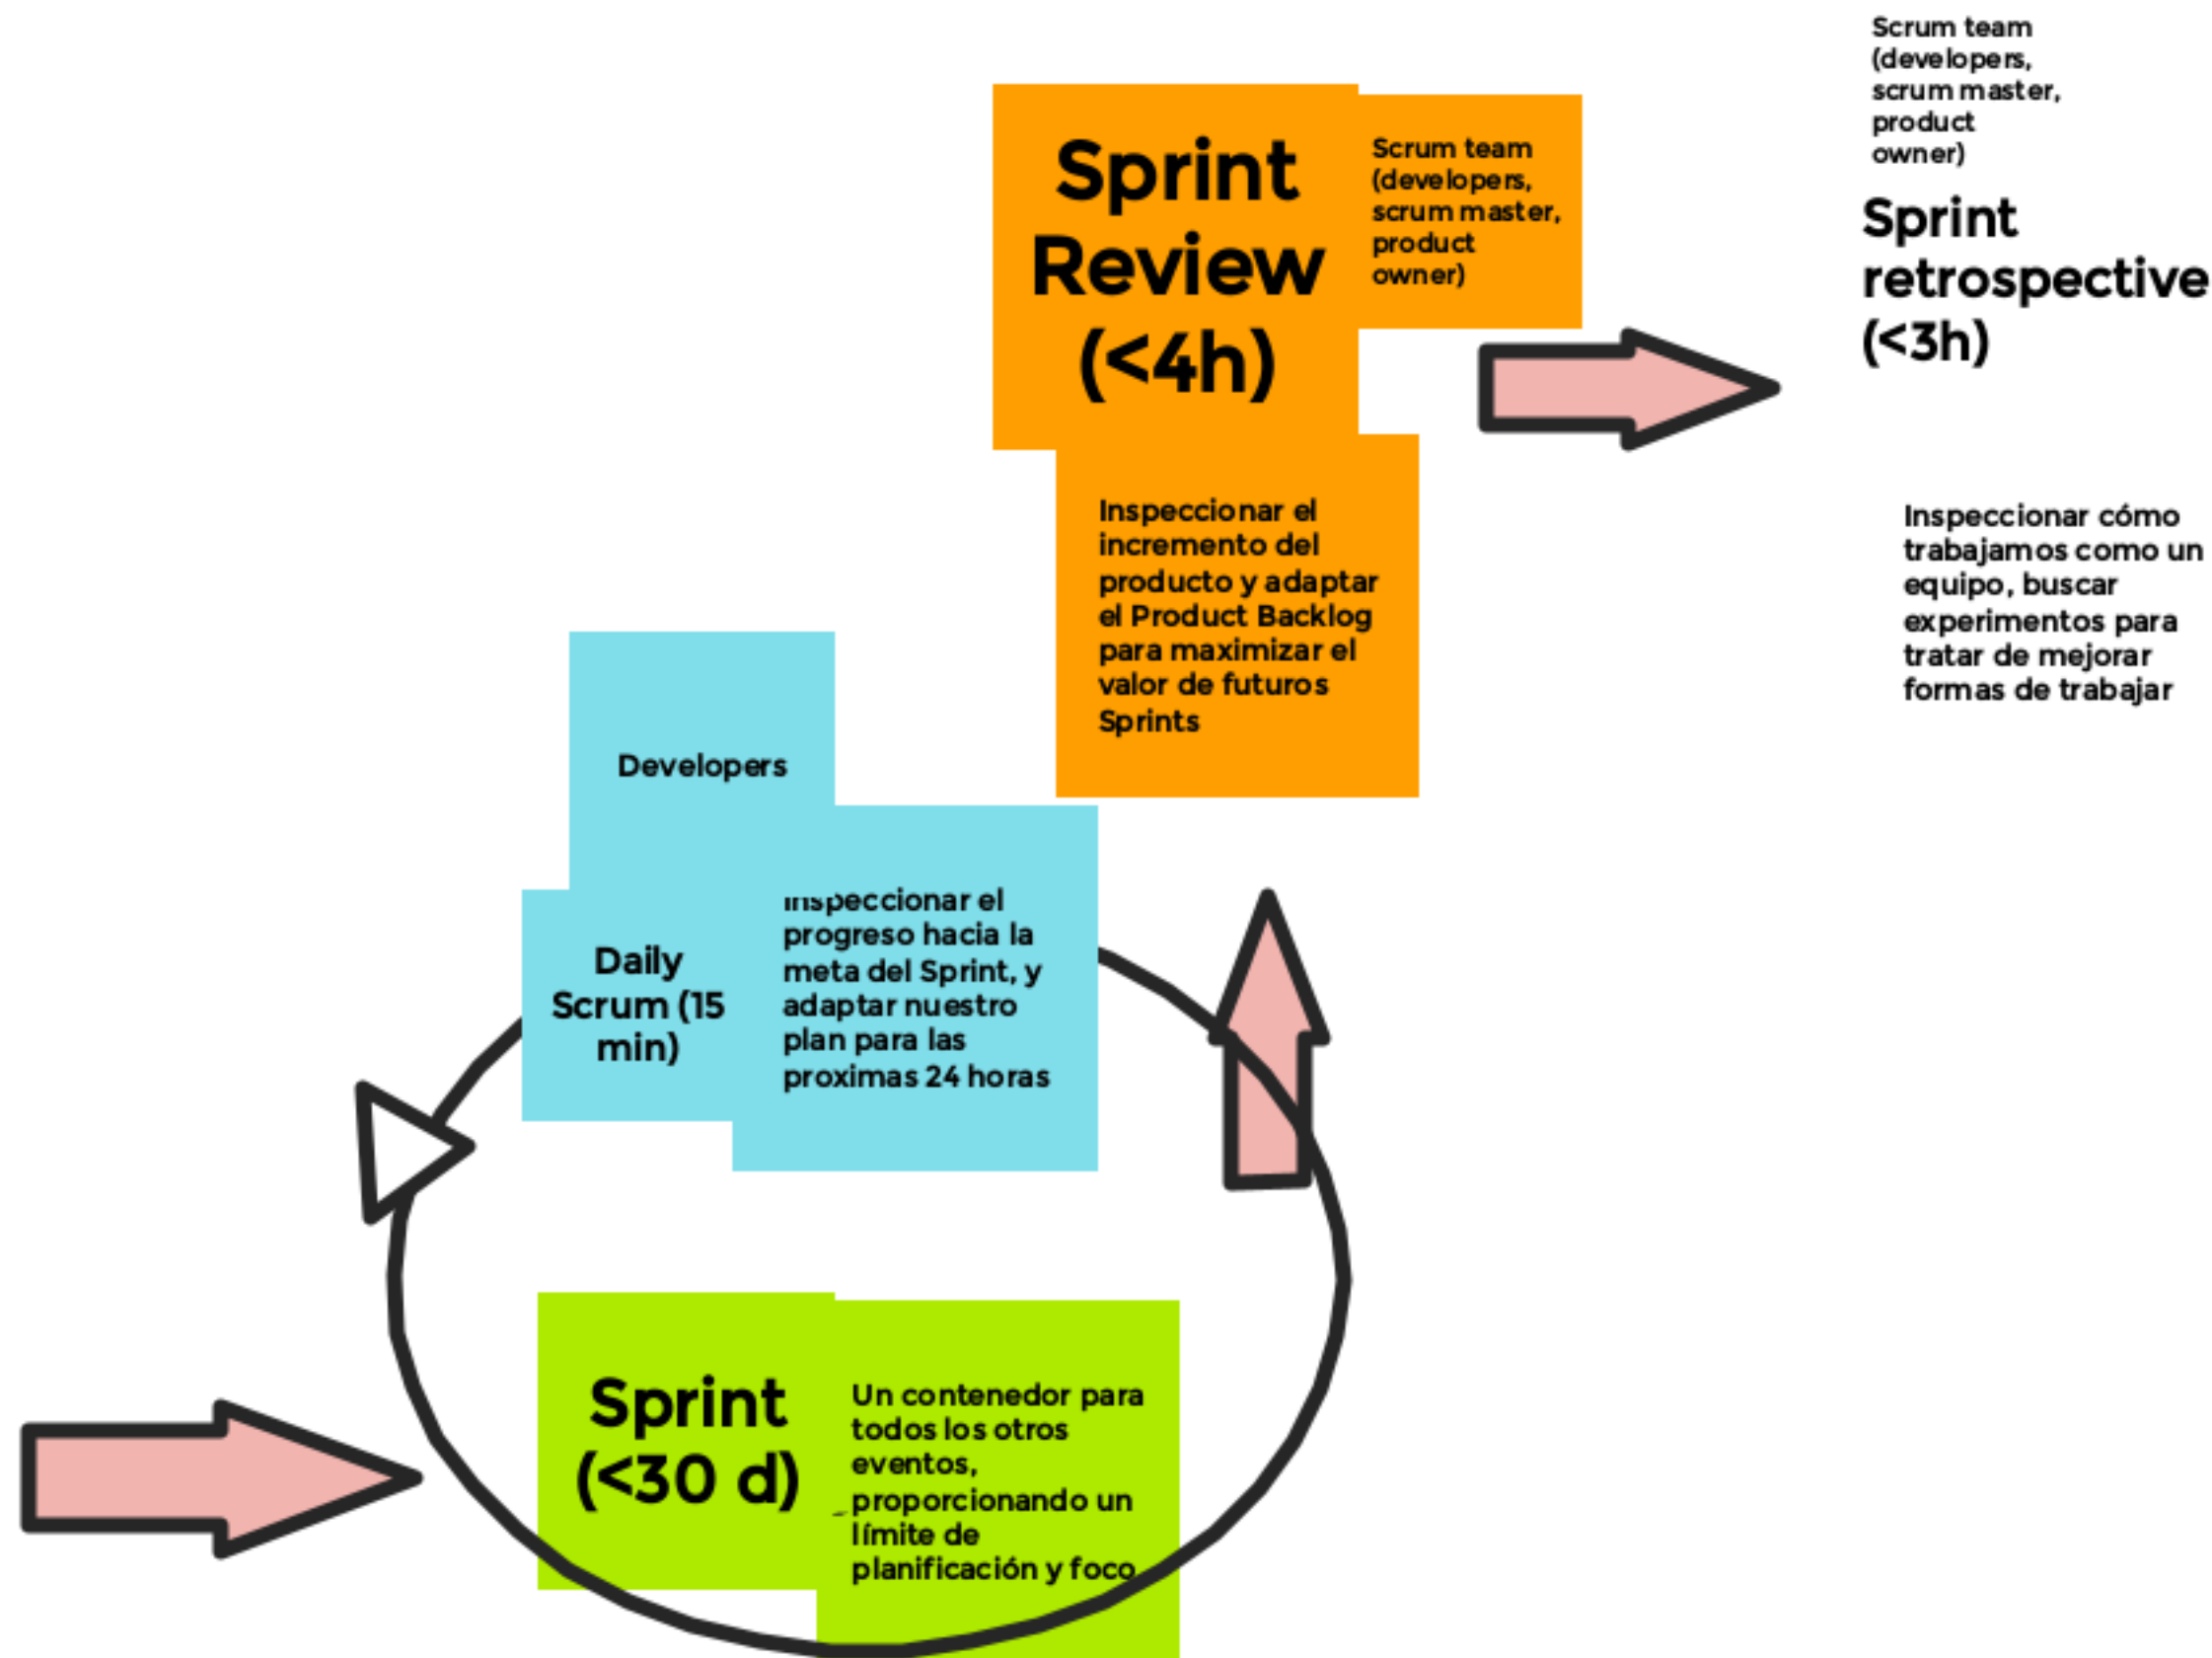 Scrum team
(developers,
scrum master,
product
owner)
Sprint
retrospective
(<3h)
Inspeccionar cómo
trabajamos como un
equipo, buscar
experimentos para
tratar de mejorar
formas de trabajar
Sprint
Review
(<4h)
Scrum team
(developers,
scrum master,
product
owner)
Inspeccionar el
incremento del
producto y adaptar
el Product Backlog
para maximizar el
valor de futuros
Sprints
Developers
Daily
Scrum (15
min)
Inspeccionar el
progreso hacia la
meta del Sprint, y
adaptar nuestro
plan para las
proximas 24 horas
Sprint
(<30 d)
Un contenedor para
todos los otros
eventos,
proporcionando un
límite de
planificación y foco